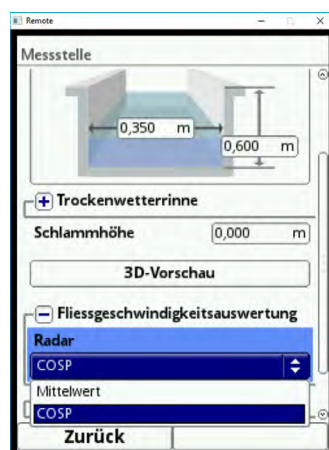 Remote
Messstelle
0,350 m
0,600 m
Trockenwetterrinne
Schlammhöhe 0,000 m
3D-Vorschau
Fliessgeschwindigkeitsauswertung
Radar
COSP
Mittelwert
COSP
Zurück